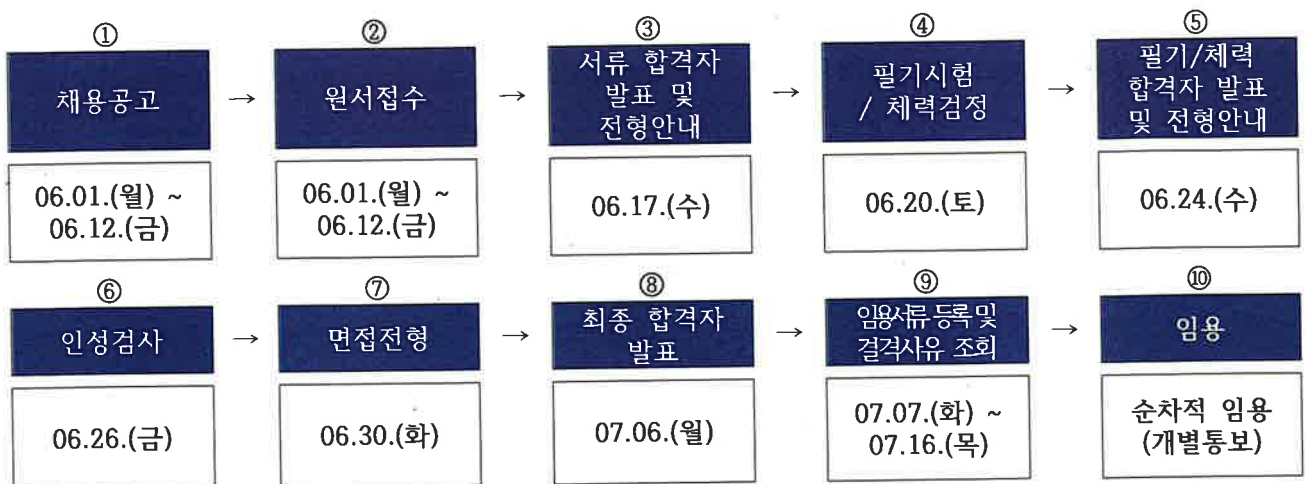 ①
채용공고
06.01.(월) ~
06.12.(금)
→
②
원서접수
06.01.(월) ~
06.12.(금)
→
③
서류 합격자
발표 및
전형안내
06.17.(수)
→
④
필기시험
/ 체력검정
06.20.(토)
→
⑤
필기/체력
합격자 발표
및 전형안내
06.24.(수)
⑥
인성검사
06.26.(금)
→
⑦
면접전형
06.30.(화)
→
⑧
최종 합격자
발표
07.06.(월)
→
⑨
임용서류 등록 및
결격사유 조회
07.07.(화) ~
07.16.(목)
→
⑩
임용
순차적 임용
(개별통보)